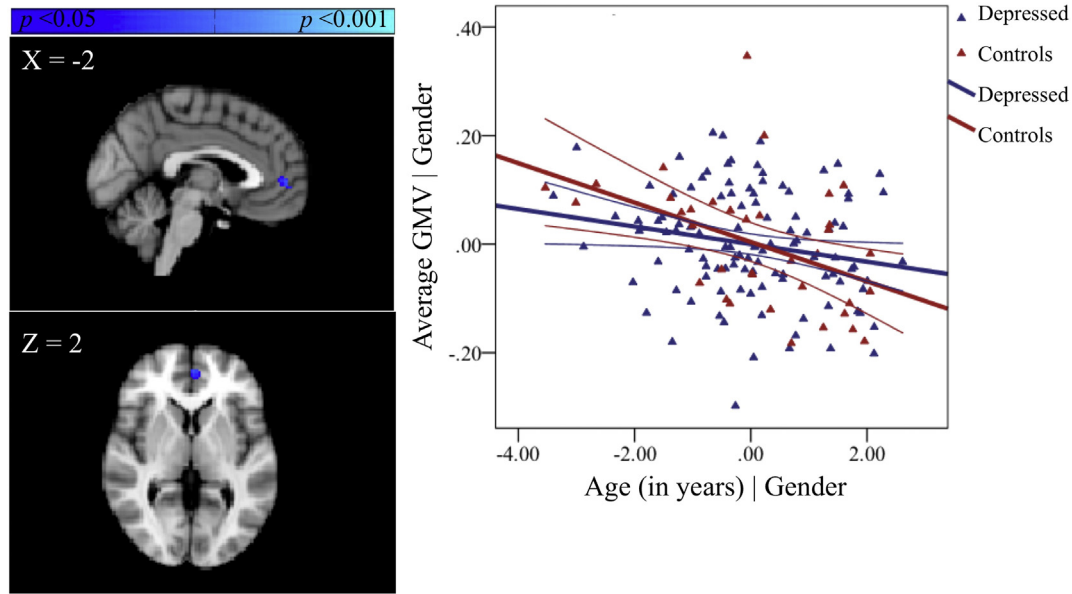 p <0.05 p <0.001
X = -2
Z = 2
Average GMV | Gender
.40
.20
.00
-.20
-4.00 -2.00 .00 2.00
Age (in years) | Gender
Depressed
Controls
Depressed
Controls